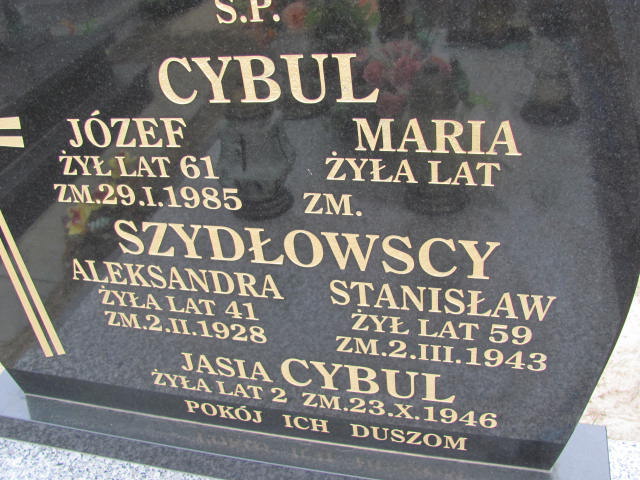 Ś.P.
CYBUL
JÓZEF MARIA
ŻYŁ LAT 61 ŻYŁA LAT
ZM.29.I.1985 ZM.
SZYDŁOWSCY
ALEKSANDRA STANISŁAW
ŻYŁA LAT 41 ŻYŁ LAT 59
ZM.2.II.1928 ZM.2.III.1943
JASIA CYBUL
ŻYŁA LAT 2 ZM.23.X.1946
POKÓJ ICH DUSZOM